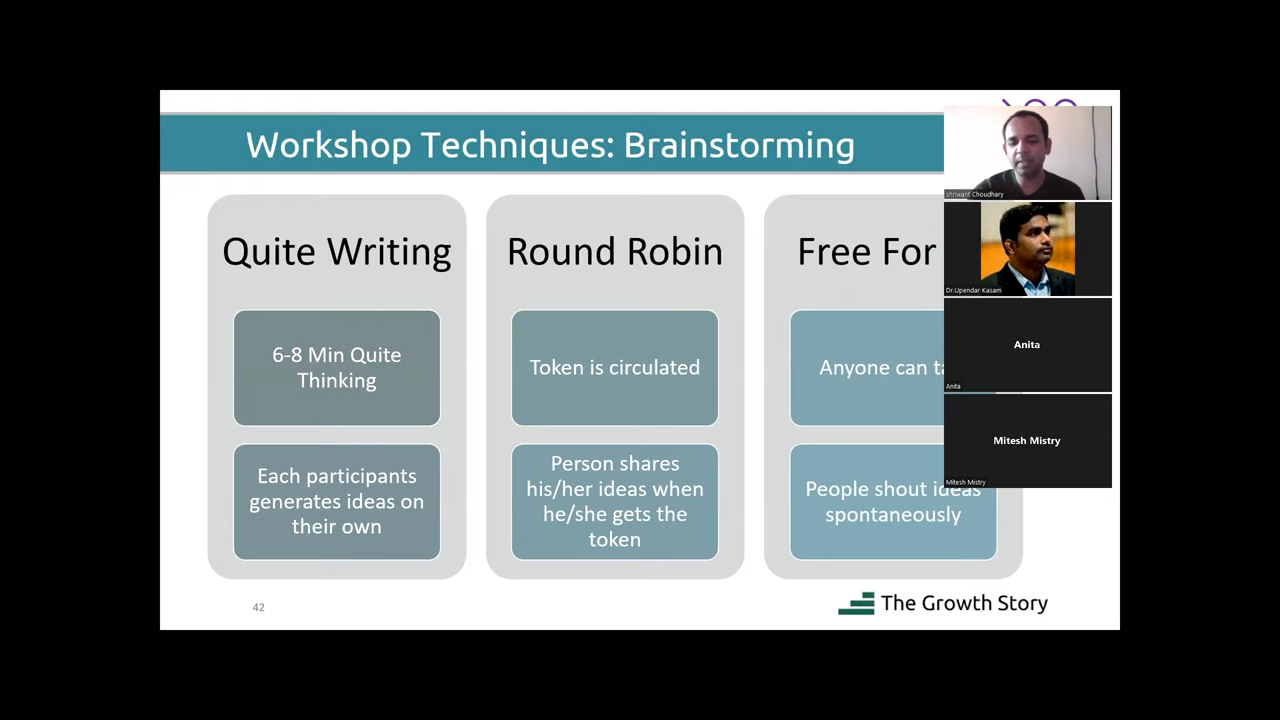 Workshop Techniques: Brainstorming
Quite Writing
6-8 Min Quite
Thinking
Each participants
generates ideas on
their own
Round Robin
Token is circulated
Person shares
his/her ideas when
he/she gets the
token
Free For
Anyone can
People shout ideas
spontaneously
shriwant Choudhary
Dr.Upendar Kasam
Anita
Anita
Mitesh Mistry
Mitesh Mistry
42
The Growth Story